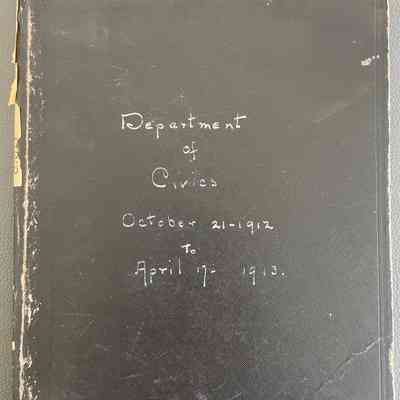 Department
of
Civics
October 21-1912
To
April 17- 1913.